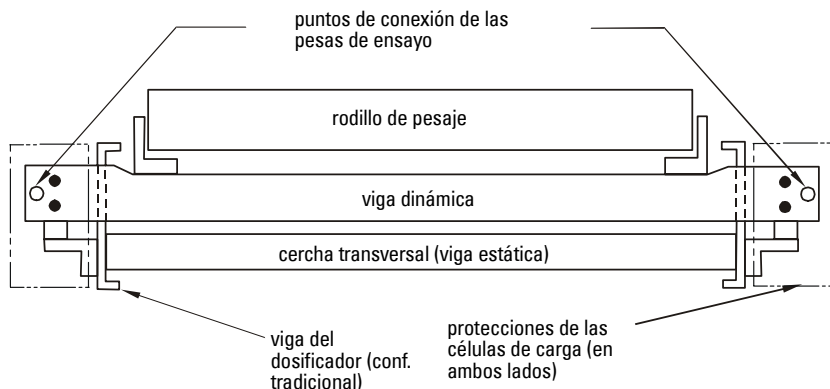 puntos de conexión de las
pesas de ensayo
rodillo de pesaje
viga dinámica
cercha transversal (viga estática)
viga del
dosificador (conf.
tradicional)
protecciones de las
células de carga (en
ambos lados)